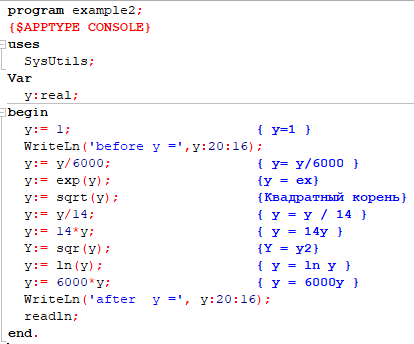 program example2;
{$APPTYPE CONSOLE}
uses
SysUtils;
Var
y:real;
begin
y:= 1; { y=1 }
WriteLn('before y =',y:20:16);
y:= y/6000; { y= y/6000 }
y:= exp(y); {y = ex}
y:= sqrt(y); {Квадратный корень}
y:= y/14; { y = y / 14 }
y:= 14*y; { y = 14y }
Y:= sqr(y); {Y = y2}
y:= ln(y); { y = ln y }
y:= 6000*y; { y = 6000y }
WriteLn('after  y =', y:20:16);
readln;
end.